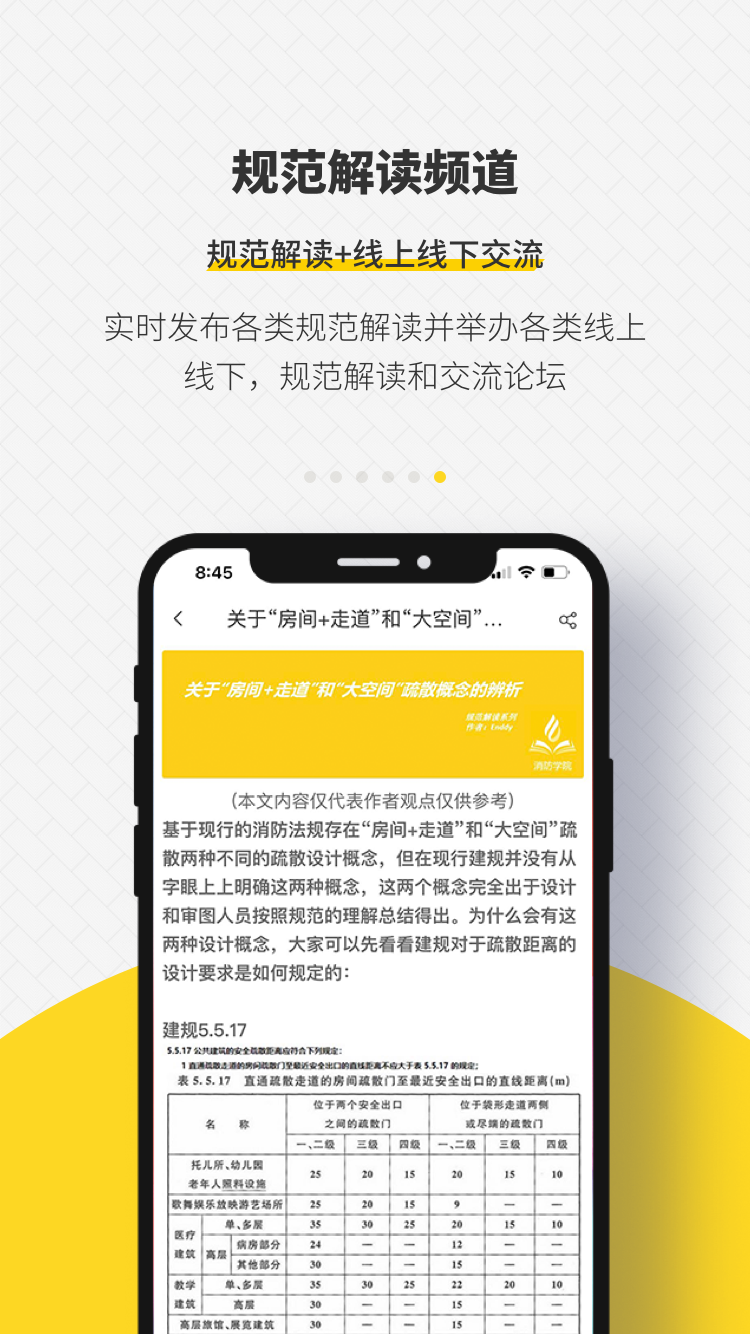 规范解读频道
规范解读+线上线下交流
实时发布各类规范解读并举办各类线上
线下，规范解读和交流论坛
8:45
关于“房间+走道”和“大空间”...
关于“房间+走道“和“大空间“疏散概念的辨析
规范解读系列
作者：Enddy
消防学院
（本文内容仅代表作者观点仅供参考）
基于现行的消防法规存在“房间+走道”和“大空间”疏
散两种不同的疏散设计概念，但在现行建规并没有从
字眼上上明确这两种概念，这两个概念完全出于设计
和审图人员按照规范的理解总结得出。为什么会有这
两种设计概念，大家可以先看看建规对于疏散距离的
设计要求是如何规定的：
建规5.5.17
5.5.17 公共建筑的安全疏散距离应符合下列规定：
1 直通疏散走道的房间疏散门至最近安全出口的直线距离不应大于表 5.5.17 的规定；
表 5.5.17 直通疏散走道的房间疏散门至最近安全出口的直线距离(m)
名 称
位于两个安全出口
之间的疏散门
位于袋形走道两侧
或尽端的疏散门
一、二级 三级 四级 一、二级 三级 四级
托儿所、幼儿园
老年人照料设施
25 20 15 20 15 10
歌舞娱乐放映游艺场所 25 20 15 9 — —
医疗
建筑
单、多层 35 30 25 20 15 10
高层
病房部分 24 — — 12 — —
其他部分 30 — — 15 — —
教学
建筑
单、多层 35 30 25 22 20 10
高层 30 — — 15 — —
高层旅馆、展览建筑 30 — — 15 — —